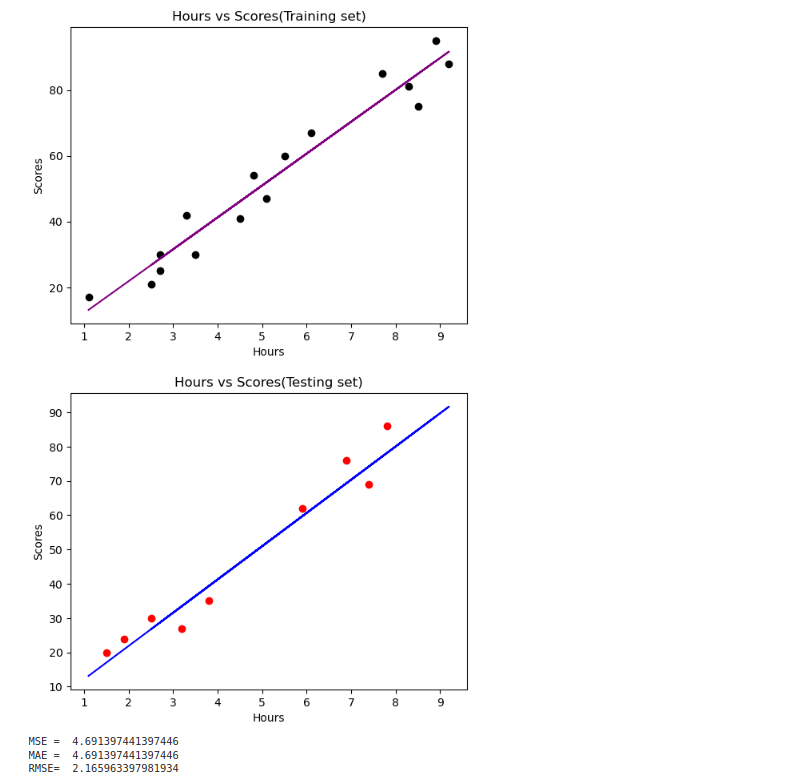 Hours vs Scores(Training set)
80
60
40
20
Scores
1 2 3 4 5 6 7 8 9
Hours
Hours vs Scores(Testing set)
90
80
70
60
50
40
30
20
10
Scores
1 2 3 4 5 6 7 8 9
Hours
MSE = 4.691397441397446
MAE = 4.691397441397446
RMSE= 2.165963397981934